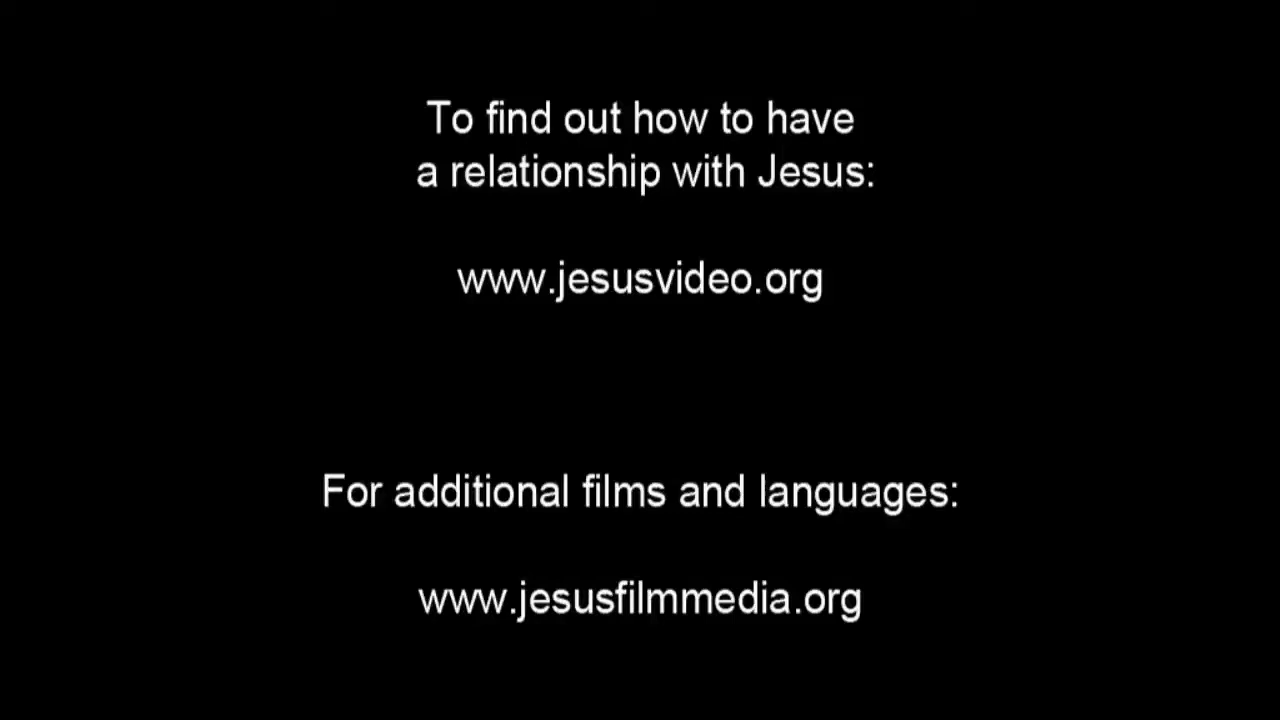 To find out how to have
a relationship with Jesus:
www.jesusvideo.org
For additional films and languages:
www.jesusfilmmedia.org